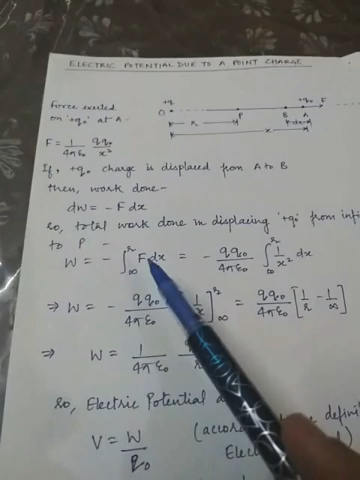 ELECTRIC POTENTIAL DUE TO A POINT CHARGE
+q +q₀ F
O P B A
r dx
x
Force exerted
on '+q₀' at A -
F = 1/4πε₀ qq₀/x²
If, +q₀ charge is displaced from A to B
then, work done -
dW = - F dx
so, total work done in displacing '+q' from
to P -
W = - ∫∞^r F dx = - qq₀/4πε₀ ∫∞^r 1/x² dx
⇒ W = - qq₀/4πε₀ 1/x ]∞^r = qq₀/4πε₀ [1/r - 1/∞]
⇒ W = 1/4πε₀
so, Electric Potential
V = W/q₀ (